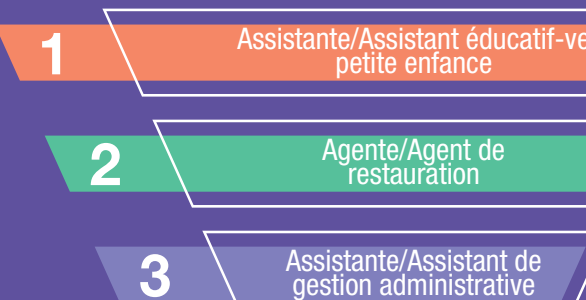 1
Assistante/Assistant éducatif-ve
petite enfance
2
Agente/Agent de
restauration
3
Assistante/Assistant de
gestion administrative